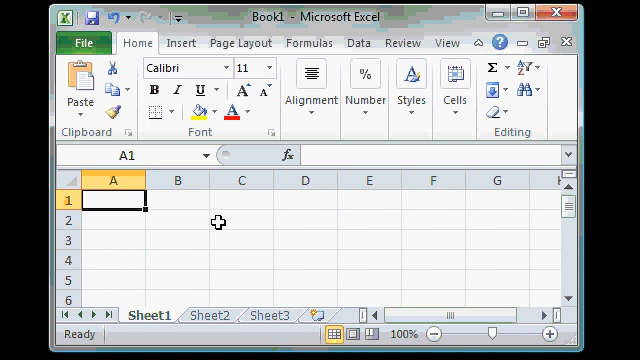 Book1 - Microsoft Excel
File Home Insert Page Layout Formulas Data Review View
Calibri 11
Paste B I U A A Alignment Number Styles Cells
Clipboard Font Editing
A1 fx
A B C D E F G H
1
2
3
4
5
6
Sheet1 Sheet2 Sheet3
Ready 100%